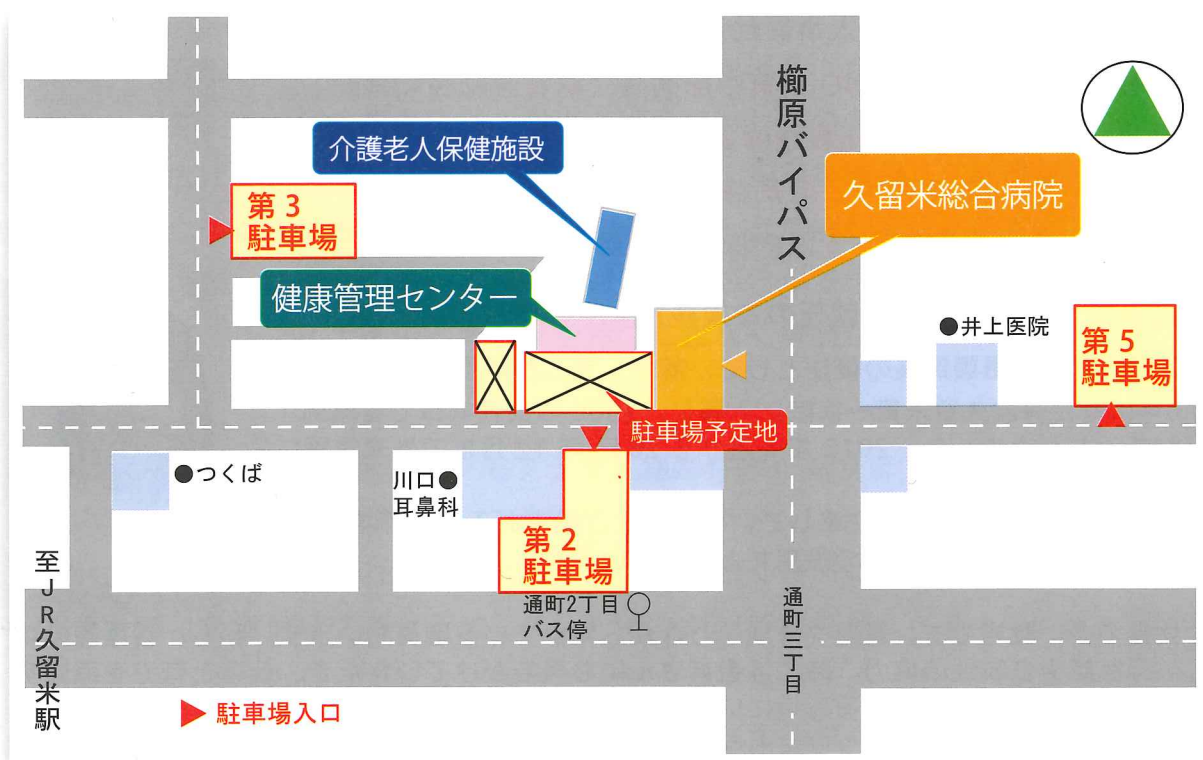 櫛原バイパス
介護老人保健施設
久留米総合病院
第3
駐車場
健康管理センター
●井上医院
第5
駐車場
駐車場予定地
●つくば
川口●
耳鼻科
第2
駐車場
至JR久留米駅
通町2丁目
バス停
通町三丁目
駐車場入口